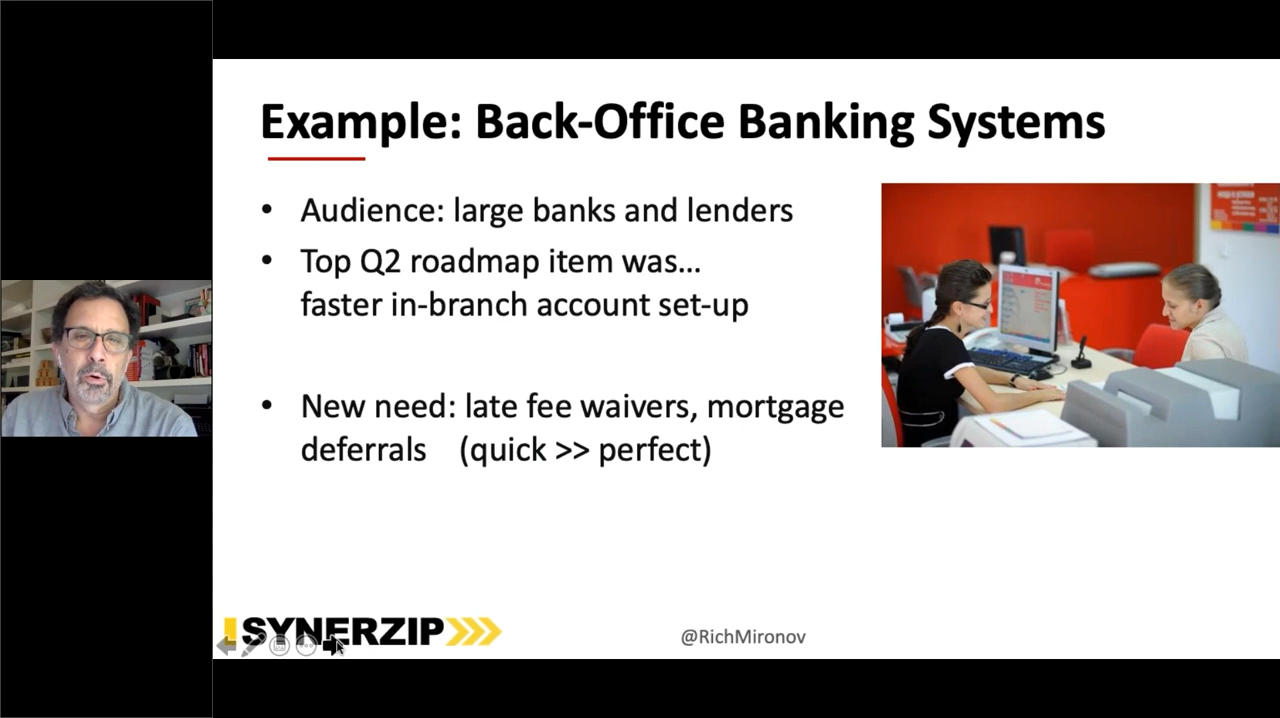 Example: Back-Office Banking Systems
• Audience: large banks and lenders
• Top Q2 roadmap item was...
faster in-branch account set-up
• New need: late fee waivers, mortgage
deferrals (quick >> perfect)
SYNERZIP
@RichMironov